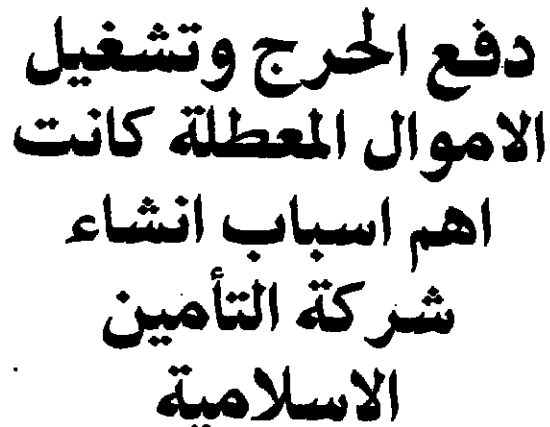 دفع الحرج وتشغيل
الاموال المعطلة كانت
اهم اسباب انشاء
شركة التأمين
الاسلامية